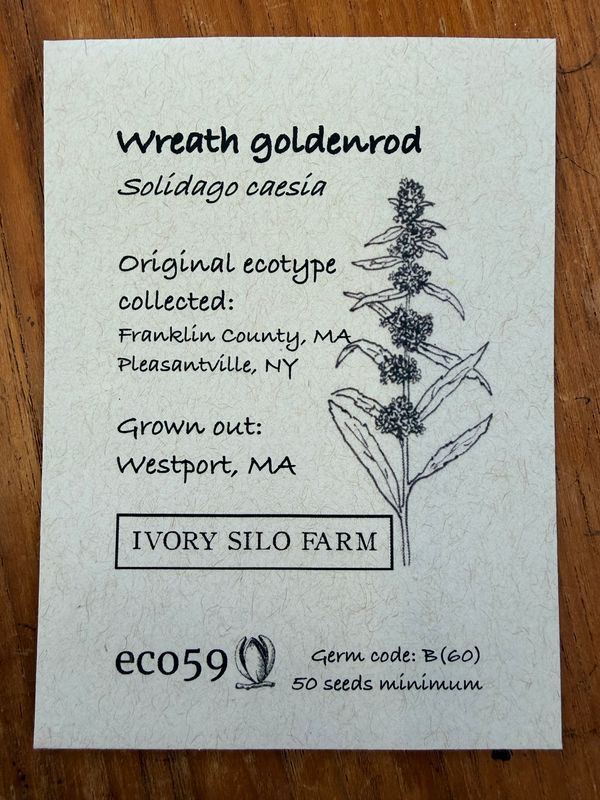 Wreath goldenrod
Solidago caesia
Original ecotype
collected:
Franklin County, MA
Pleasantville, NY
Grown out:
Westport, MA
IVORY SILO FARM
eco59
Germ code: B(60)
50 seeds minimum